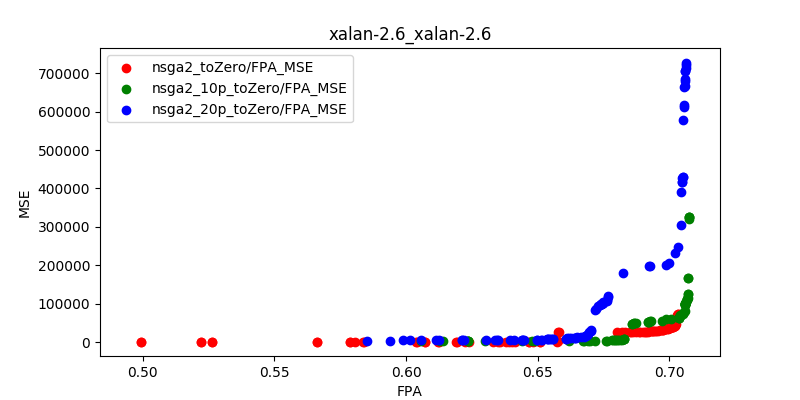 xalan-2.6_xalan-2.6
nsga2_toZero/FPA_MSE
nsga2_10p_toZero/FPA_MSE
nsga2_20p_toZero/FPA_MSE
MSE
700000
600000
500000
400000
300000
200000
100000
0
0.50 0.55 0.60 0.65 0.70
FPA